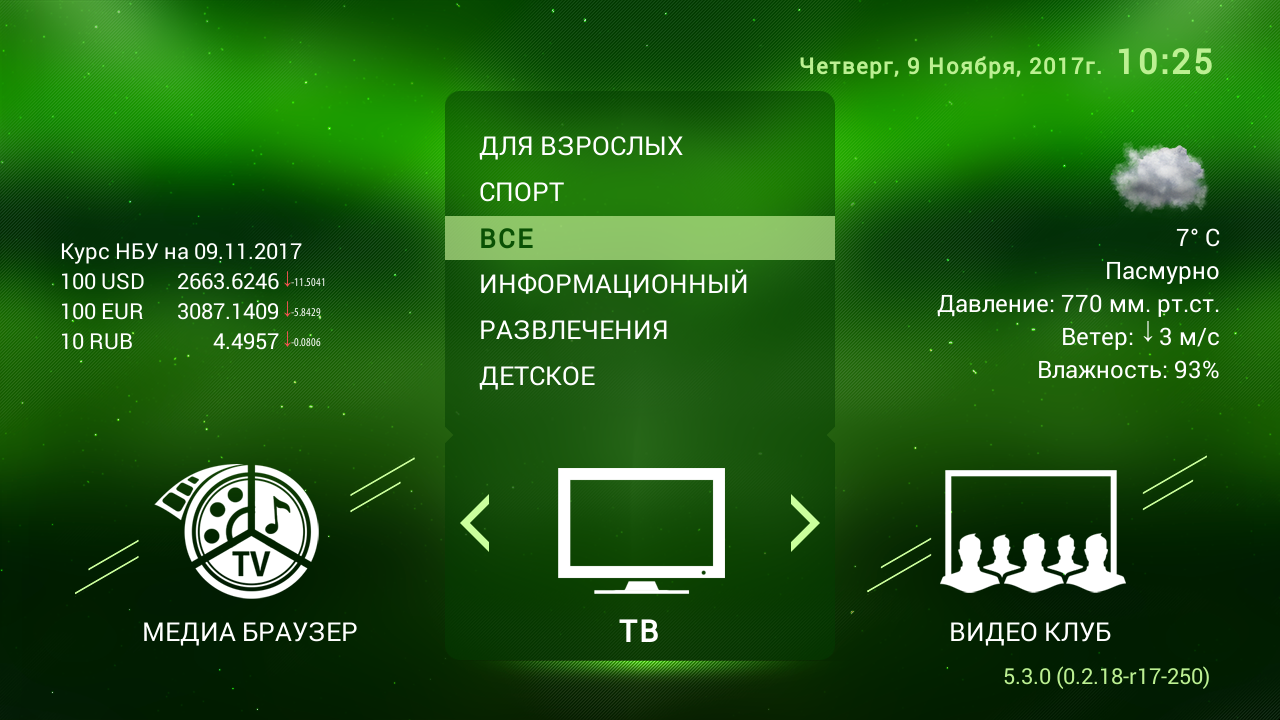 Четверг, 9 Ноября, 2017г. 10:25
ДЛЯ ВЗРОСЛЫХ
СПОРТ
ВСЕ
ИНФОРМАЦИОННЫЙ
РАЗВЛЕЧЕНИЯ
ДЕТСКОЕ
Курс НБУ на 09.11.2017
100 USD 2663.6246 ↓-11.5041
100 EUR 3087.1409 ↓-5.8429
10 RUB 4.4957 ↓-0.0806
7° C
Пасмурно
Давление: 770 мм. рт.ст.
Ветер: ↓ 3 м/с
Влажность: 93%
TV
МЕДИА БРАУЗЕР
ТВ
ВИДЕО КЛУБ
5.3.0 (0.2.18-r17-250)